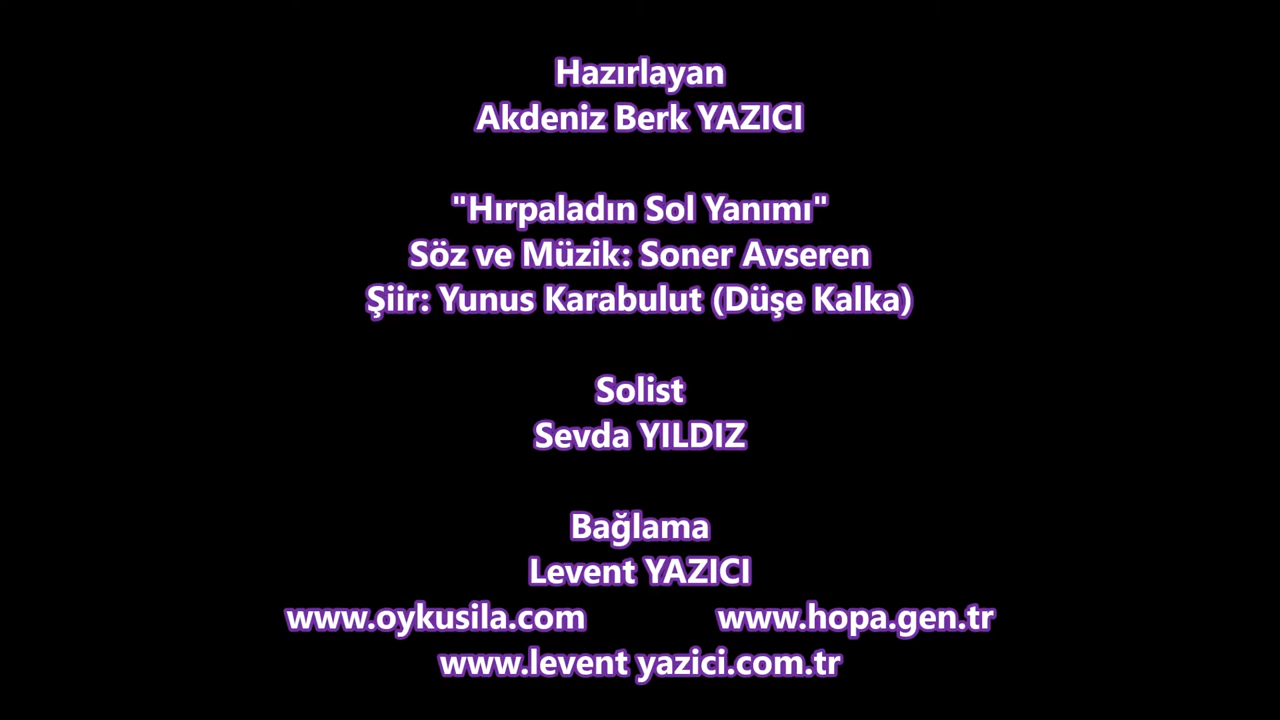 Hazırlayan
Akdeniz Berk YAZICI
"Hırpaladın Sol Yanımı"
Söz ve Müzik: Soner Avseren
Şiir: Yunus Karabulut (Düşe Kalka)
Solist
Sevda YILDIZ
Bağlama
Levent YAZICI
www.oykusila.com www.hopa.gen.tr
www.levent yazici.com.tr